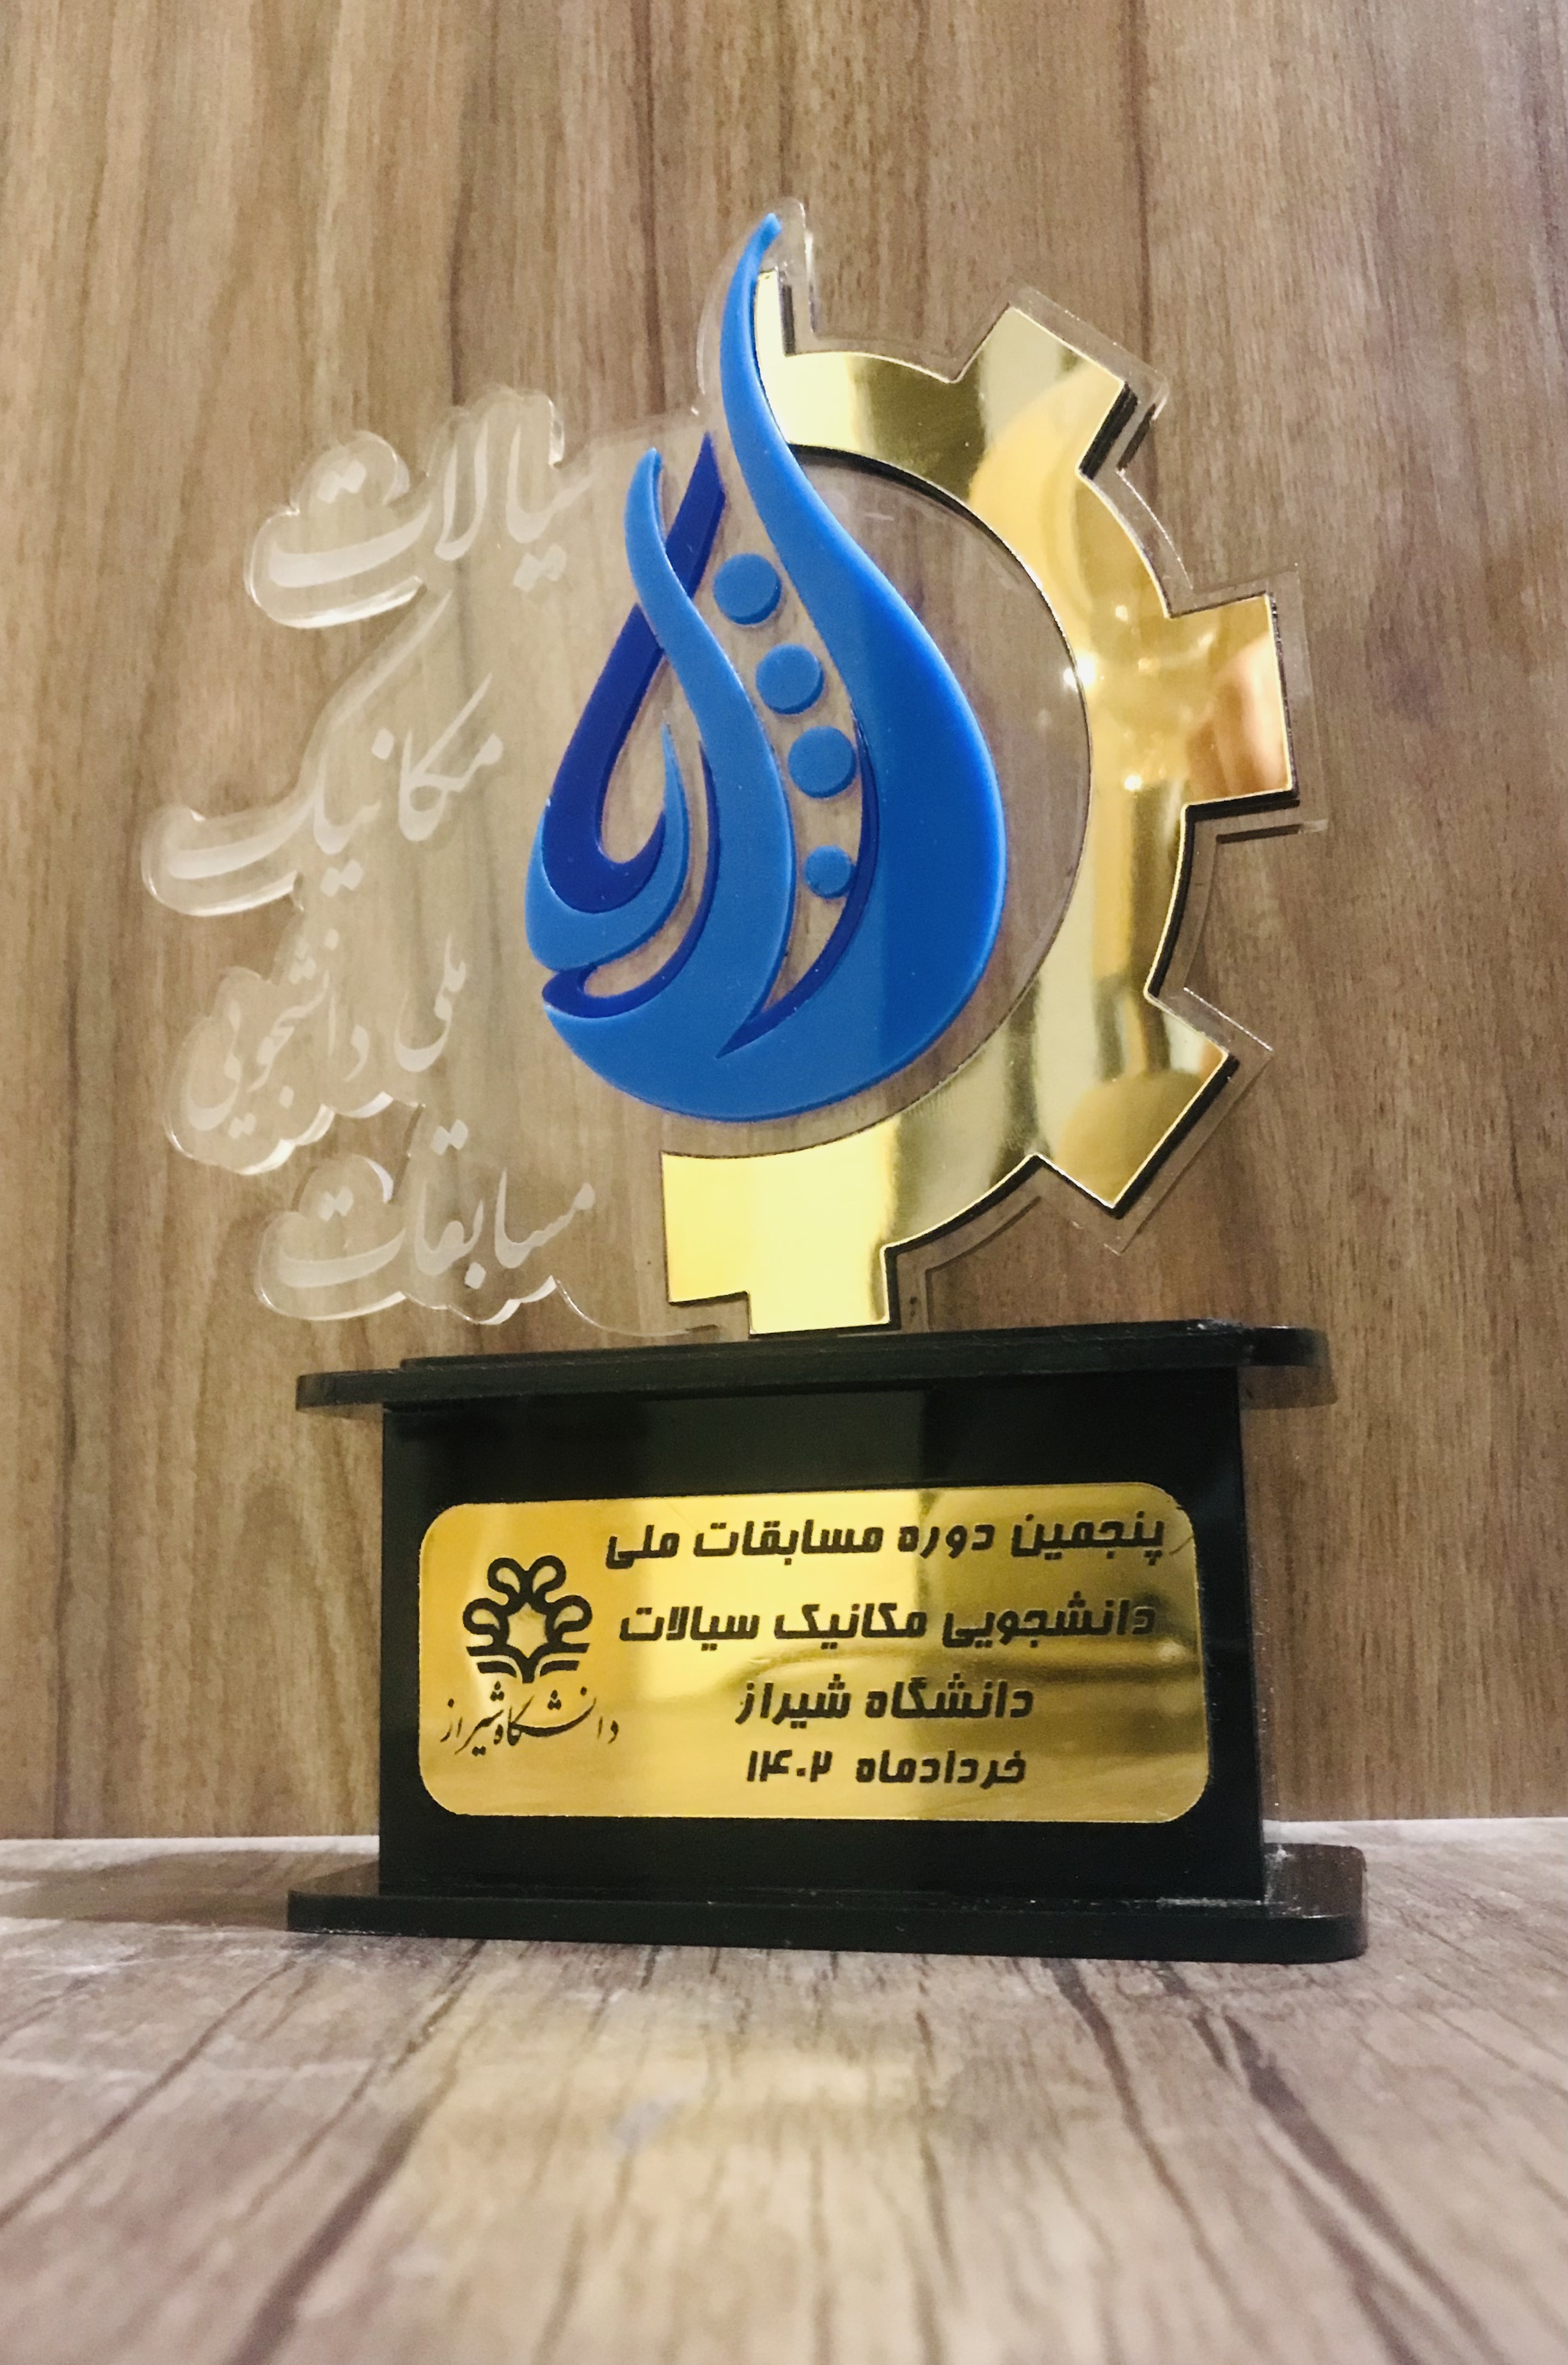 سیالات
مکانیک
ملی دانشجویی
مسابقات
پنجمین دوره مسابقات ملی
دانشجویی مکانیک سیالات
دانشگاه شیراز
خردادماه ۱۴۰۲
دانشگاه شیراز